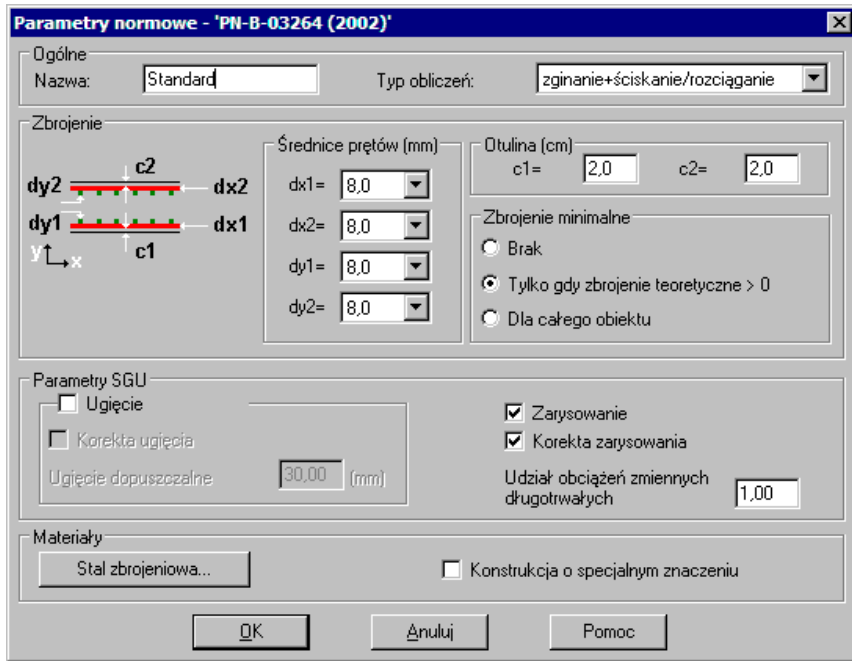 Parametry normowe - 'PN-B-03264 (2002)'
Ogólne
Nazwa: Standard Typ obliczeń: zginanie+ściskanie/rozciąganie
Zbrojenie
c2
dy2 dx2
dy1 dx1
c1
y x
Średnice prętów (mm)
dx1= 8,0
dx2= 8,0
dy1= 8,0
dy2= 8,0
Otulina (cm)
c1= 2,0 c2= 2,0
Zbrojenie minimalne
Brak
Tylko gdy zbrojenie teoretyczne > 0
Dla całego obiektu
Parametry SGU
Ugięcie
Korekta ugięcia
Ugięcie dopuszczalne 30,00 (mm)
Zarysowanie
Korekta zarysowania
Udział obciążeń zmiennych
długotrwałych 1,00
Materiały
Stal zbrojeniowa... Konstrukcja o specjalnym znaczeniu
OK Anuluj Pomoc